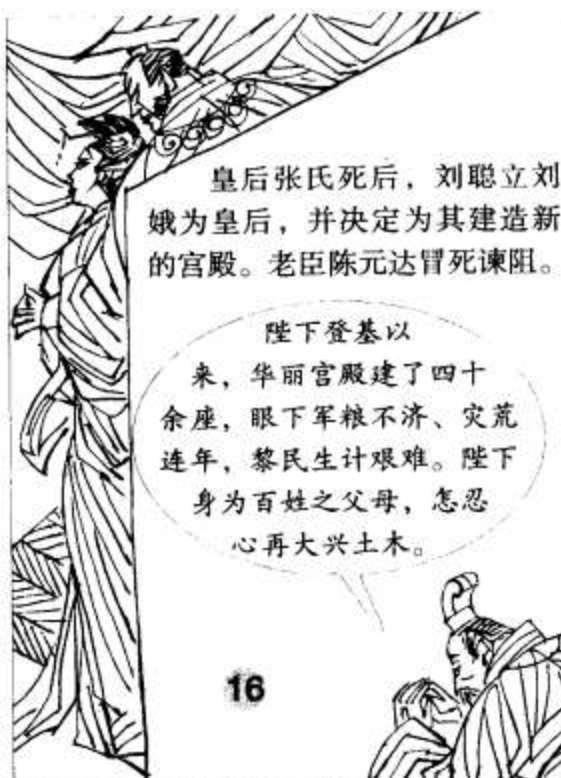 皇后张氏死后，刘聪立刘
娥为皇后，并决定为其建造新
的宫殿。老臣陈元达冒死谏阻。
陛下登基以
来，华丽宫殿建了四十
余座，眼下军粮不济、灾荒
连年，黎民生计艰难。陛下
身为百姓之父母，怎忍
心再大兴土木。
16